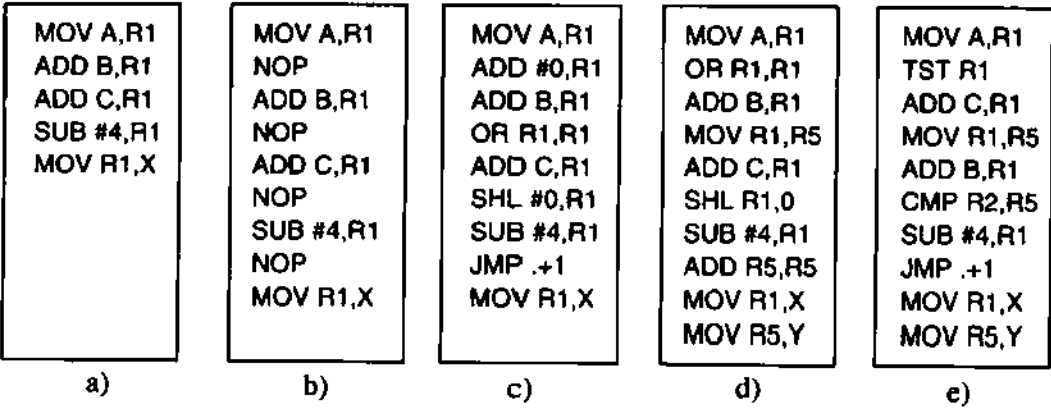 MOV A,R1
ADD B,R1
ADD C,R1
SUB #4,R1
MOV R1,X
a)
MOV A,R1
NOP
ADD B,R1
NOP
ADD C,R1
NOP
SUB #4,R1
NOP
MOV R1,X
b)
MOV A,R1
ADD #0,R1
ADD B,R1
OR R1,R1
ADD C,R1
SHL #0,R1
SUB #4,R1
JMP .+1
MOV R1,X
c)
MOV A,R1
OR R1,R1
ADD B,R1
MOV R1,R5
ADD C,R1
SHL R1,0
SUB #4,R1
ADD R5,R5
MOV R1,X
MOV R5,Y
d)
MOV A,R1
TST R1
ADD C,R1
MOV R1,R5
ADD B,R1
CMP R2,R5
SUB #4,R1
JMP .+1
MOV R1,X
MOV R5,Y
e)